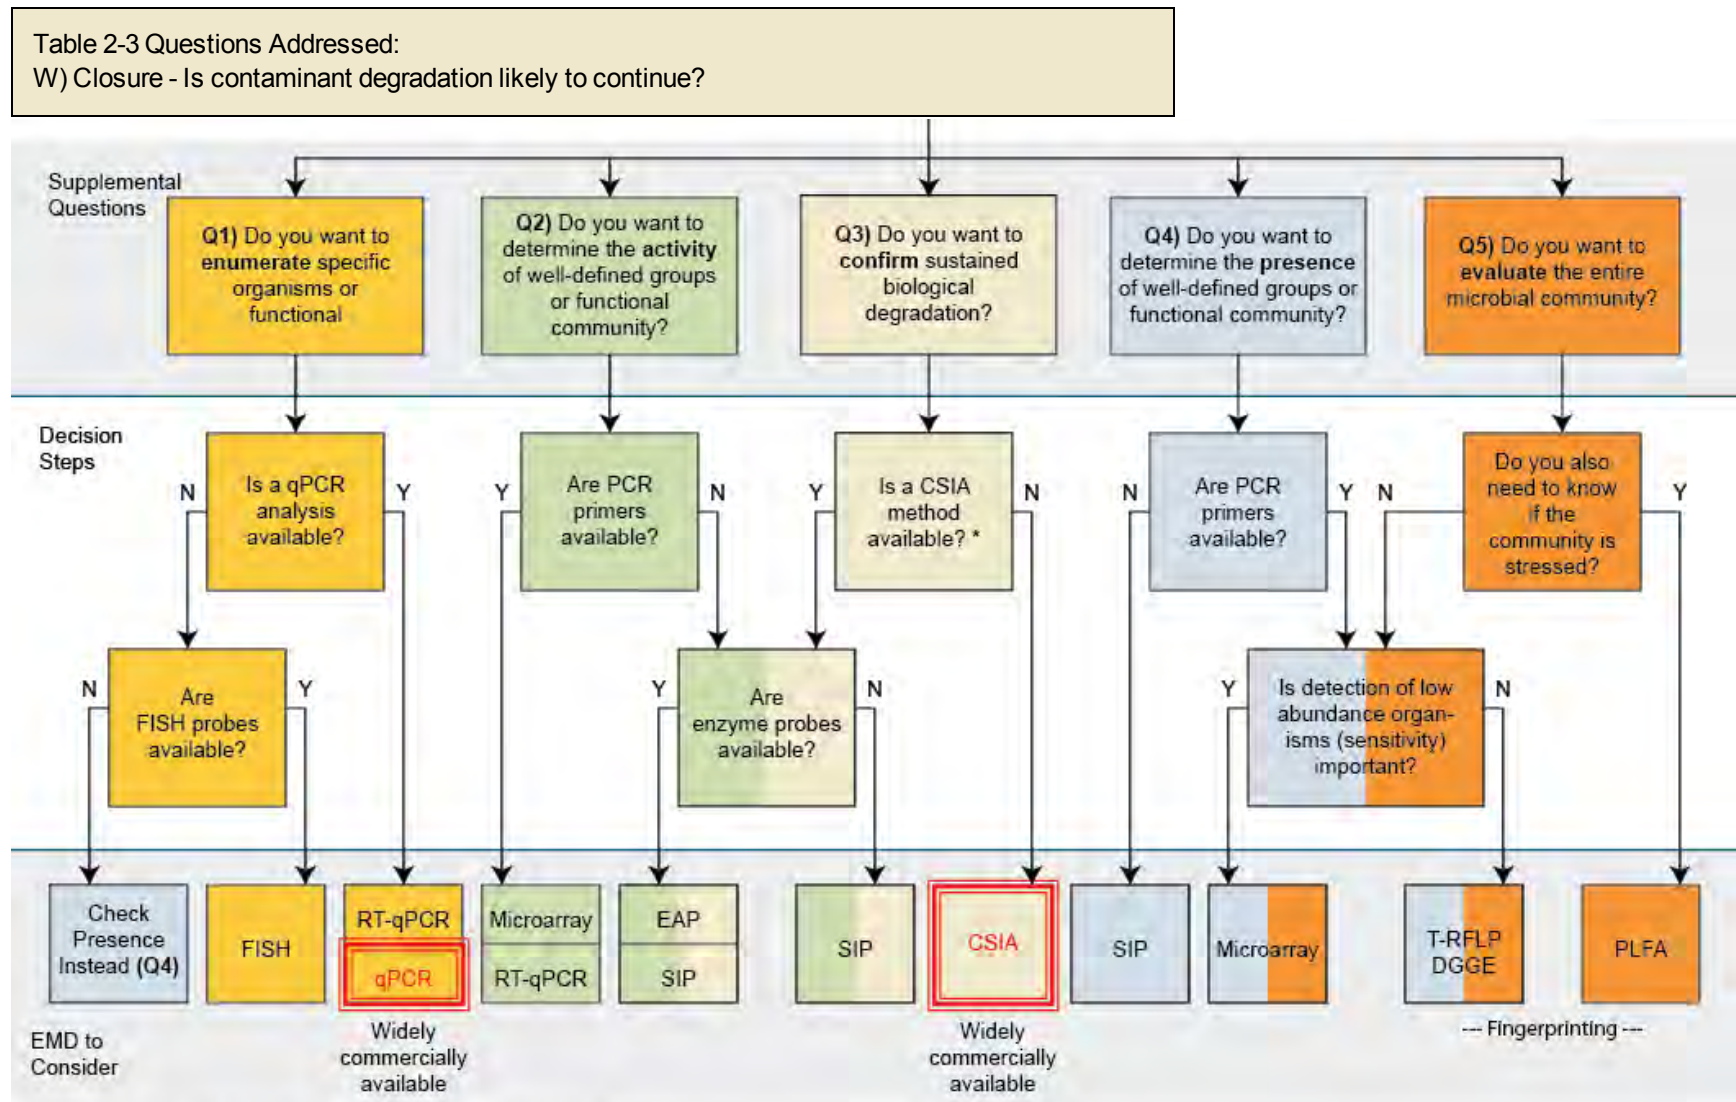 Table 2-3 Questions Addressed:
W) Closure - Is contaminant degradation likely to continue?
Supplemental
Questions
Q1) Do you want to
enumerate specific
organisms or
functional
Q2) Do you want to
determine the activity
of well-defined groups
or functional
community?
Q3) Do you want to
confirm sustained
biological
degradation?
Q4) Do you want to
determine the presence
of well-defined groups or
functional community?
Q5) Do you want to
evaluate the entire
microbial community?
Decision
Steps
N
Is a qPCR
analysis
available?
Y
Y
Are PCR
primers
available?
N
Y
Is a CSIA
method
available? *
N
N
Are PCR
primers
available?
Y
N
Do you also
need to know
if the
community is
stressed?
Y
N
Are
FISH probes
available?
Y
Y
Are
enzyme probes
available?
N
Y
Is detection of low
abundance organ-
isms (sensitivity)
important?
N
Check
Presence
Instead (Q4)
FISH
RT-qPCR
qPCR
Microarray
RT-qPCR
EAP
SIP
SIP
CSIA
SIP
Microarray
T-RFLP
DGGE
PLFA
EMD to
Consider
Widely
commercially
available
Widely
commercially
available
--- Fingerprinting ---